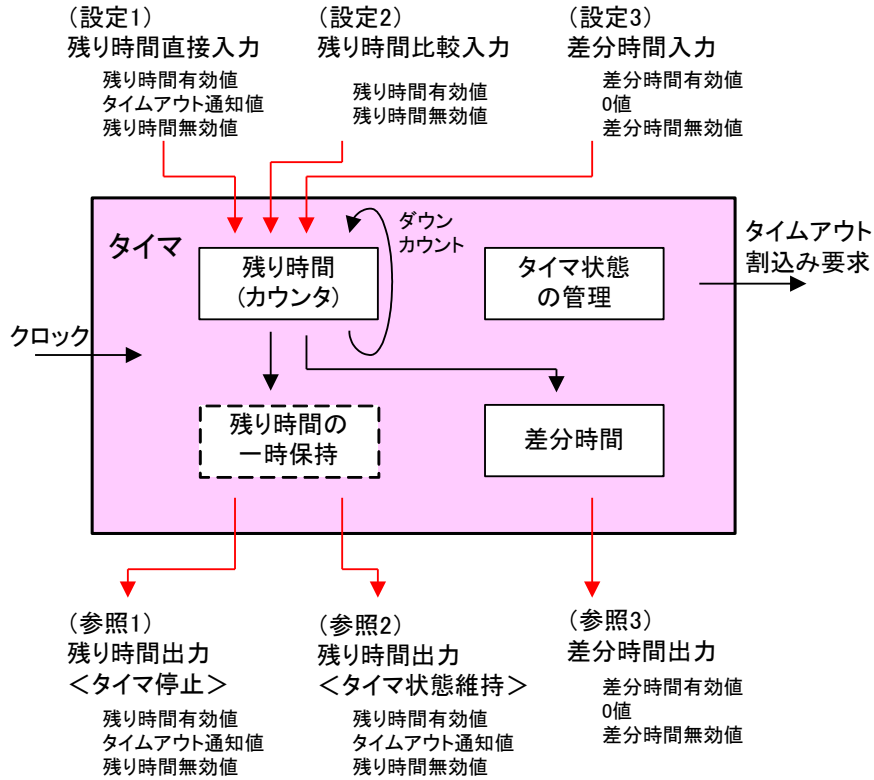 （設定1）
残り時間直接入力
残り時間有効値
タイムアウト通知値
残り時間無効値
（設定2）
残り時間比較入力
残り時間有効値
残り時間無効値
（設定3）
差分時間入力
差分時間有効値
0値
差分時間無効値
タイマ
ダウン
カウント
残り時間
(カウンタ)
タイマ状態
の管理
タイムアウト
割込み要求
クロック
残り時間の
一時保持
差分時間
（参照1）
残り時間出力
＜タイマ停止＞
残り時間有効値
タイムアウト通知値
残り時間無効値
（参照2）
残り時間出力
＜タイマ状態維持＞
残り時間有効値
タイムアウト通知値
残り時間無効値
（参照3）
差分時間出力
差分時間有効値
0値
差分時間無効値